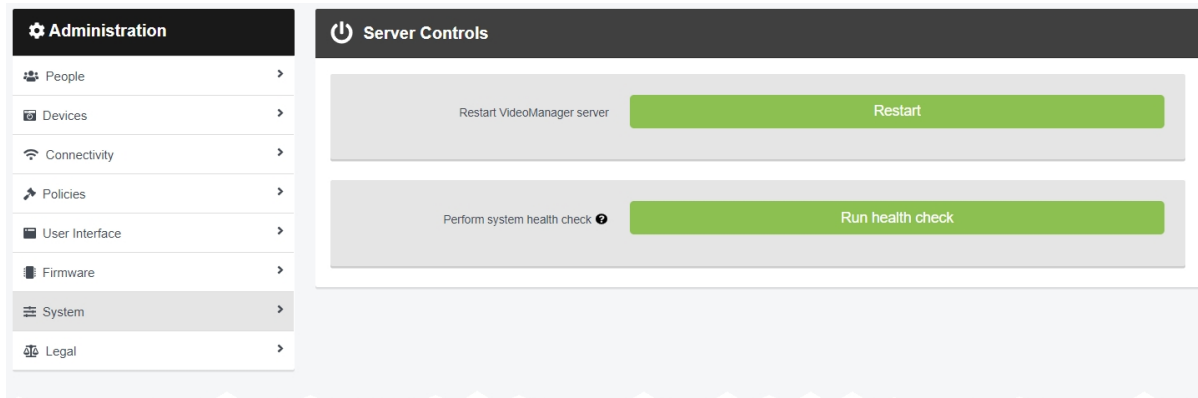 Administration
People
Devices
Connectivity
Policies
User Interface
Firmware
System
Legal
Server Controls
Restart VideoManager server
Restart
Perform system health check ?
Run health check